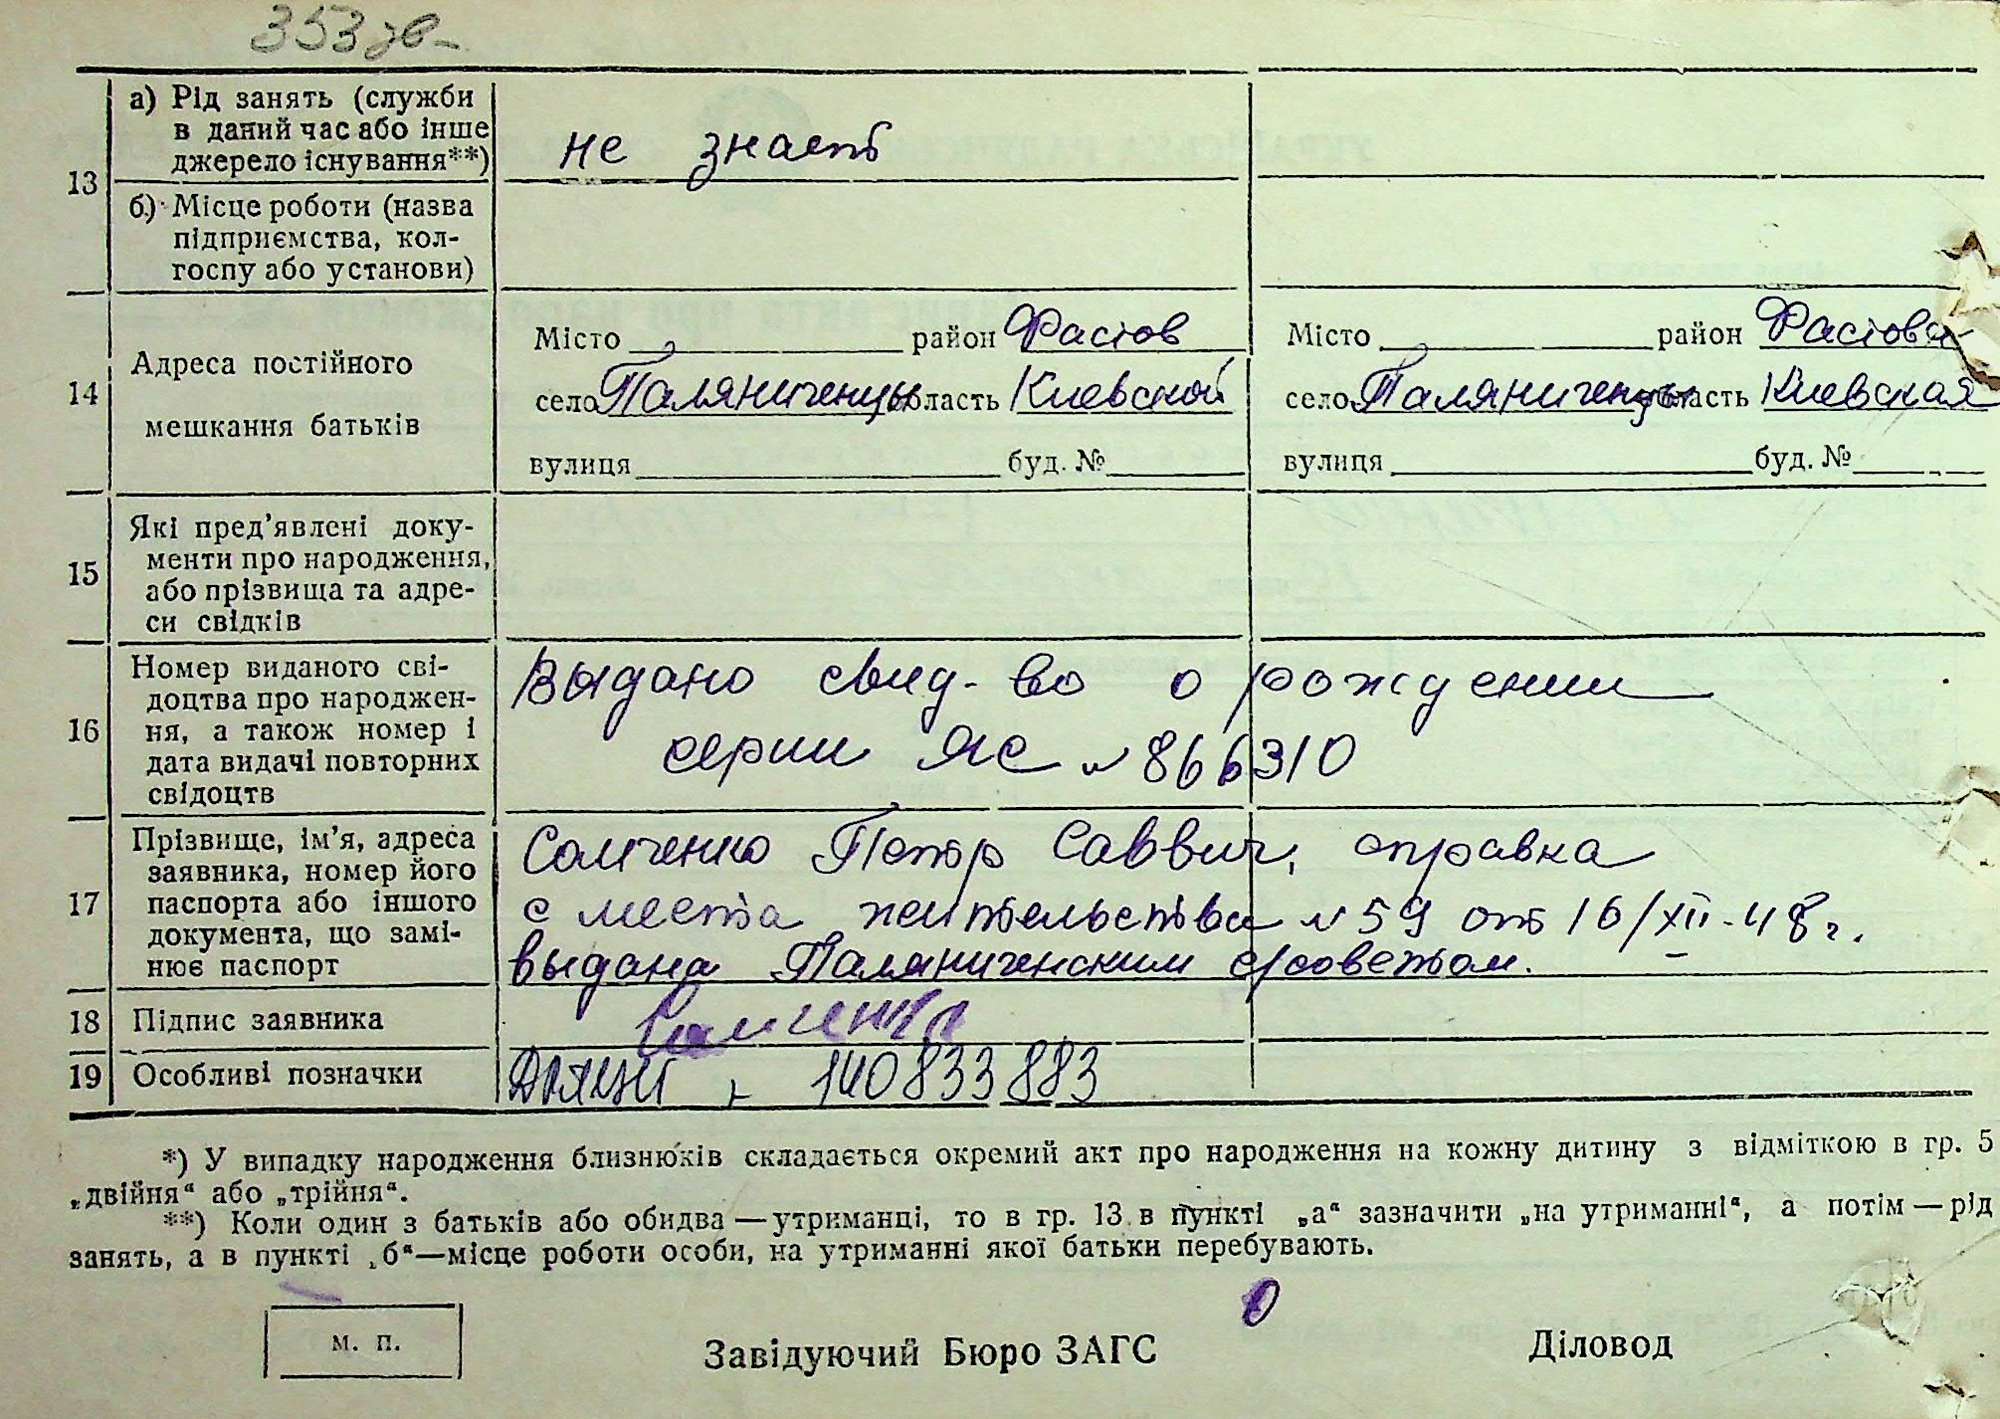 353 зв
13
а) Рід занять (служби
в даний час або інше
джерело існування**)
не знает
б) Місце роботи (назва
підприємства, кол-
госпу або установи)
14
Адреса постійного
мешкання батьків
Місто район Фастов
село Паляниченцы область Киевской
вулиця буд. №
Місто район Фастова
село Паляниченцы область Киевская
вулиця буд. №
15
Які пред’явлені доку-
менти про народження,
або прізвища та адре-
си свідків
16
Номер виданого сві-
доцтва про народжен-
ня, а також номер і
дата видачі повторних
свідоцтв
Выдано свид-во о рождении
серии ЯС № 866310
17
Прізвище, ім’я, адреса
заявника, номер його
паспорта або іншого
документа, що замі-
нює паспорт
Сомченко Петр Саввич, справка
с места жительства № 59 от 16/XII-48 г.
выдана Паляниченским с/советом.
18 Підпис заявника
19 Особливі позначки
140833883
*) У випадку народження близнюків складається окремий акт про народження на кожну дитину з відміткою в гр. 5
„двійня“ або „трійня“.
**) Коли один з батьків або обидва — утриманці, то в гр. 13 в пункті „а“ зазначити „на утриманні“, а потім — рід
занять, а в пункті „б“—місце роботи особи, на утриманні якої батьки перебувають.
м. п.
Завідуючий Бюро ЗАГС
Діловод